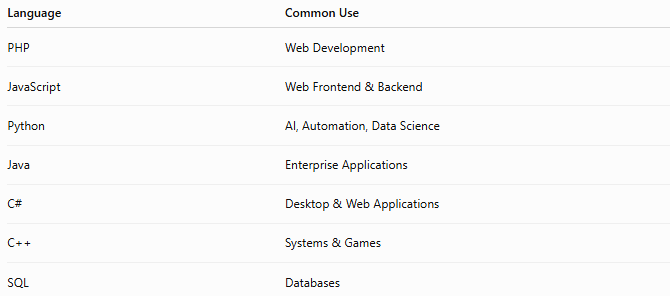 Language Common Use
PHP Web Development
JavaScript Web Frontend & Backend
Python AI, Automation, Data Science
Java Enterprise Applications
C# Desktop & Web Applications
C++ Systems & Games
SQL Databases